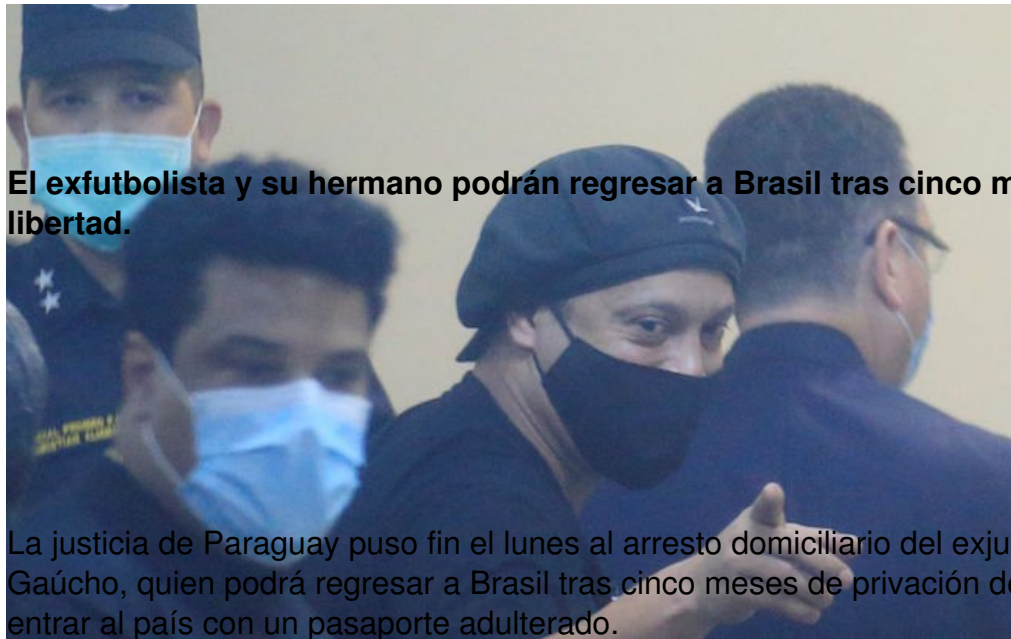 El exfutbolista y su hermano podrán regresar a Brasil tras cinco m
libertad.
La justicia de Paraguay puso fin el lunes al arresto domiciliario del exju
Gaúcho, quien podrá regresar a Brasil tras cinco meses de privación de
entrar al país con un pasaporte adulterado.